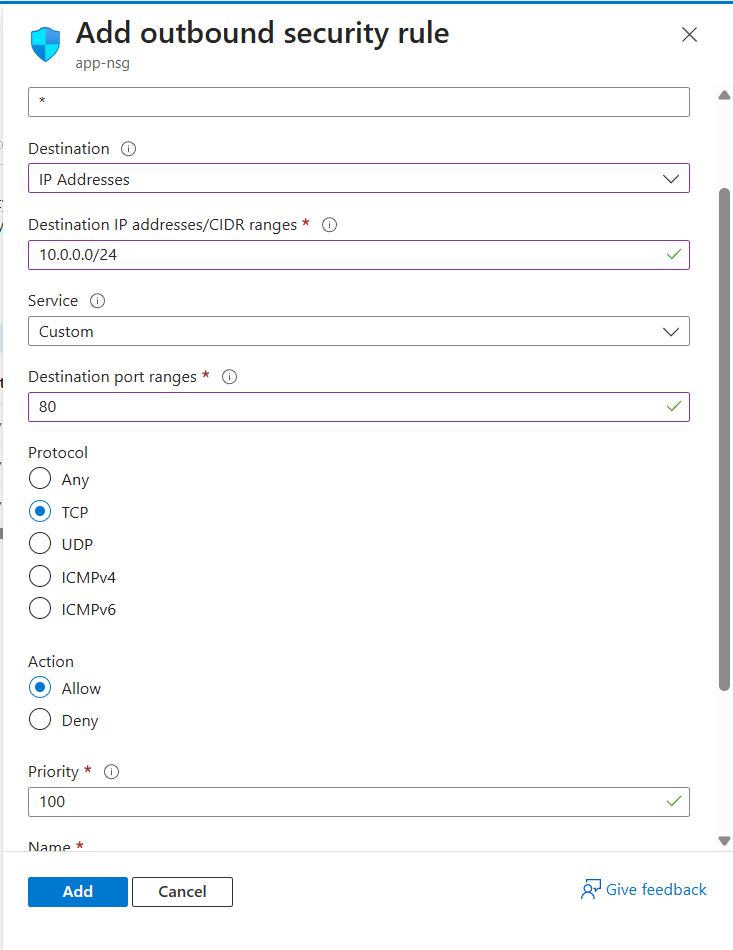 Add outbound security rule
app-nsg
*
Destination
IP Addresses
Destination IP addresses/CIDR ranges *
10.0.0.0/24
Service
Custom
Destination port ranges *
80
Protocol
Any
TCP
UDP
ICMPv4
ICMPv6
Action
Allow
Deny
Priority *
100
Name *
Add
Cancel
Give feedback